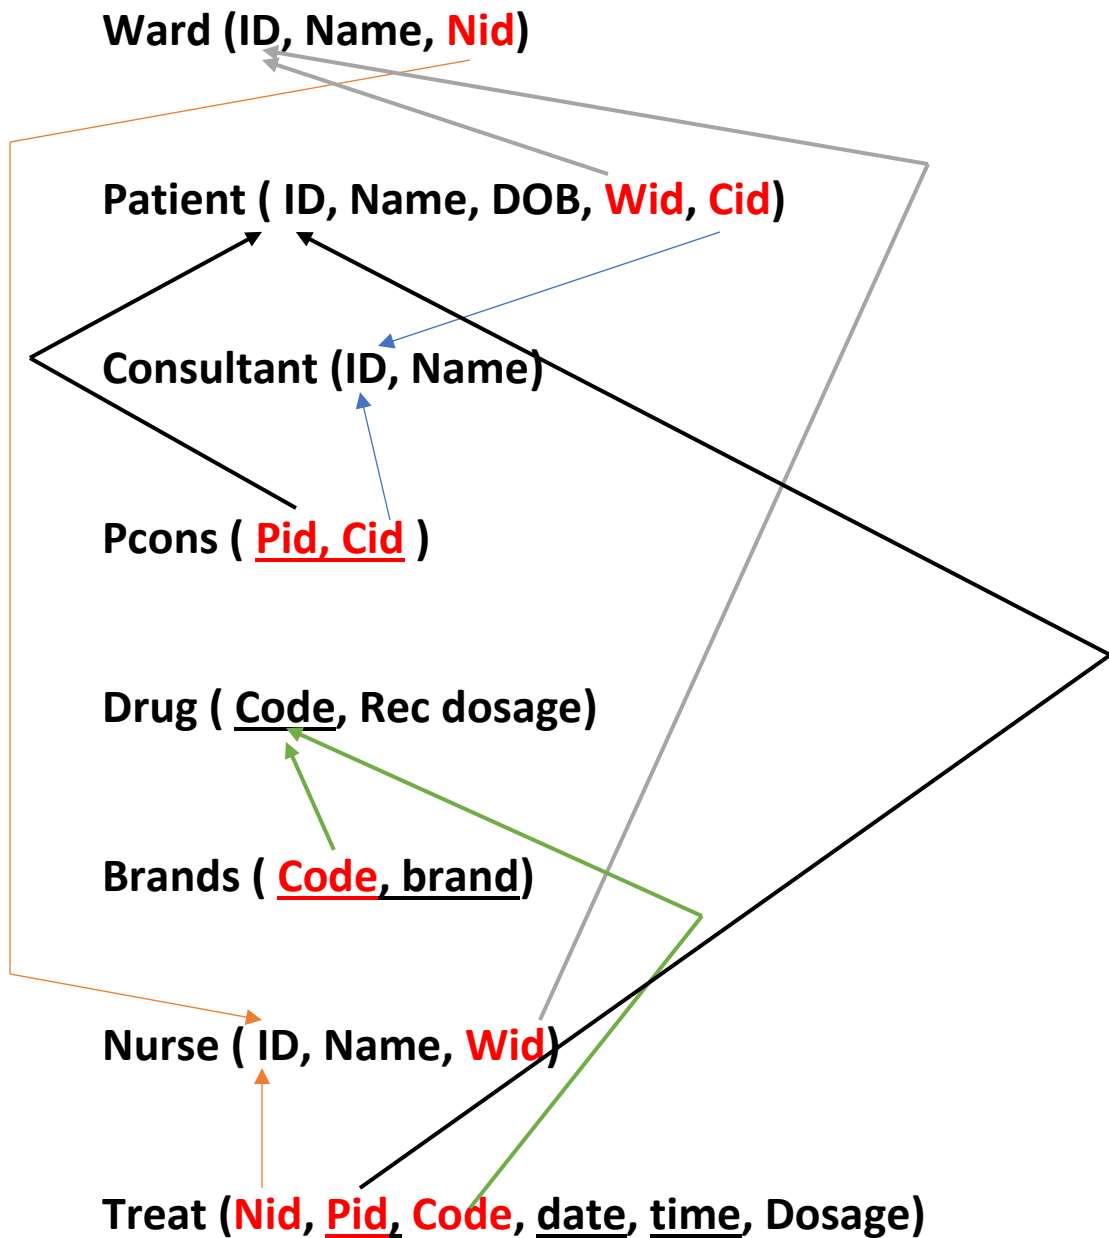 Ward (ID, Name, Nid)
Patient ( ID, Name, DOB, Wid, Cid)
Consultant (ID, Name)
Pcons ( Pid, Cid )
Drug ( Code, Rec dosage)
Brands ( Code, brand)
Nurse ( ID, Name, Wid)
Treat (Nid, Pid, Code, date, time, Dosage)